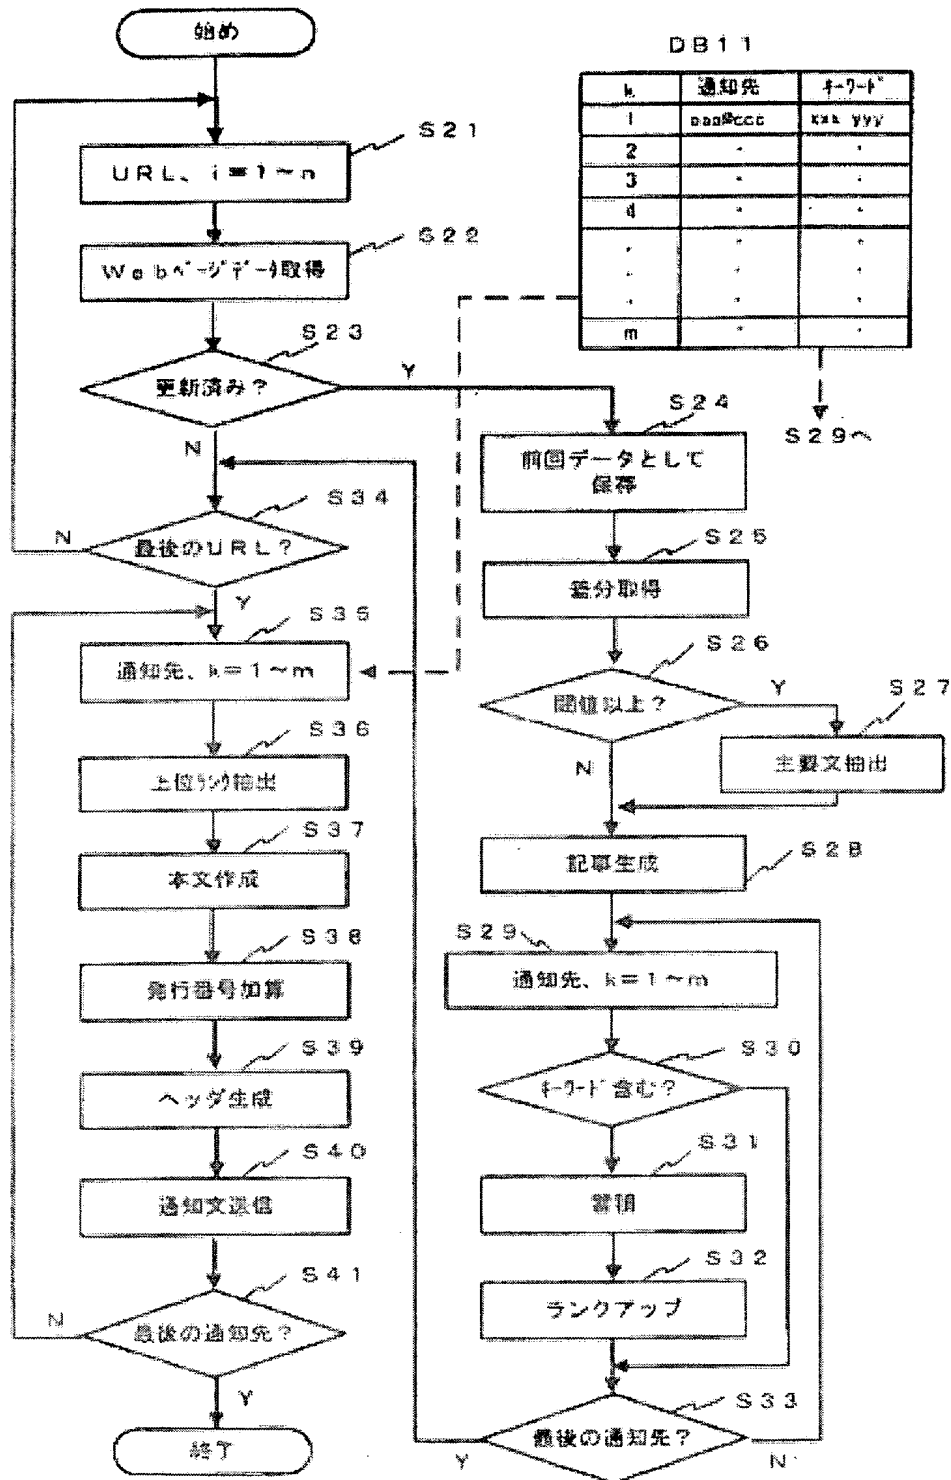 始め
DB11
k 通知先 キーワード
1 xxx yyy
2
3
4
m
S29へ
S21
URL、i=1~n
S22
Webページデータ取得
S23
更新済み?
Y
N
S24
前回データとして
保存
S34
最後のURL?
N
Y
S25
差分取得
S35
通知先、k=1~m
S26
閾値以上?
Y
N
S27
主要文抽出
S36
上位ランク抽出
S37
本文作成
S28
記事生成
S38
発行番号加算
S29
通知先、k=1~m
S39
ヘッダ生成
S30
キーワード含む?
S40
通知文送信
S31
蓄積
S32
ランクアップ
S41
最後の通知先?
N
Y
S33
最後の通知先?
Y
N
終了